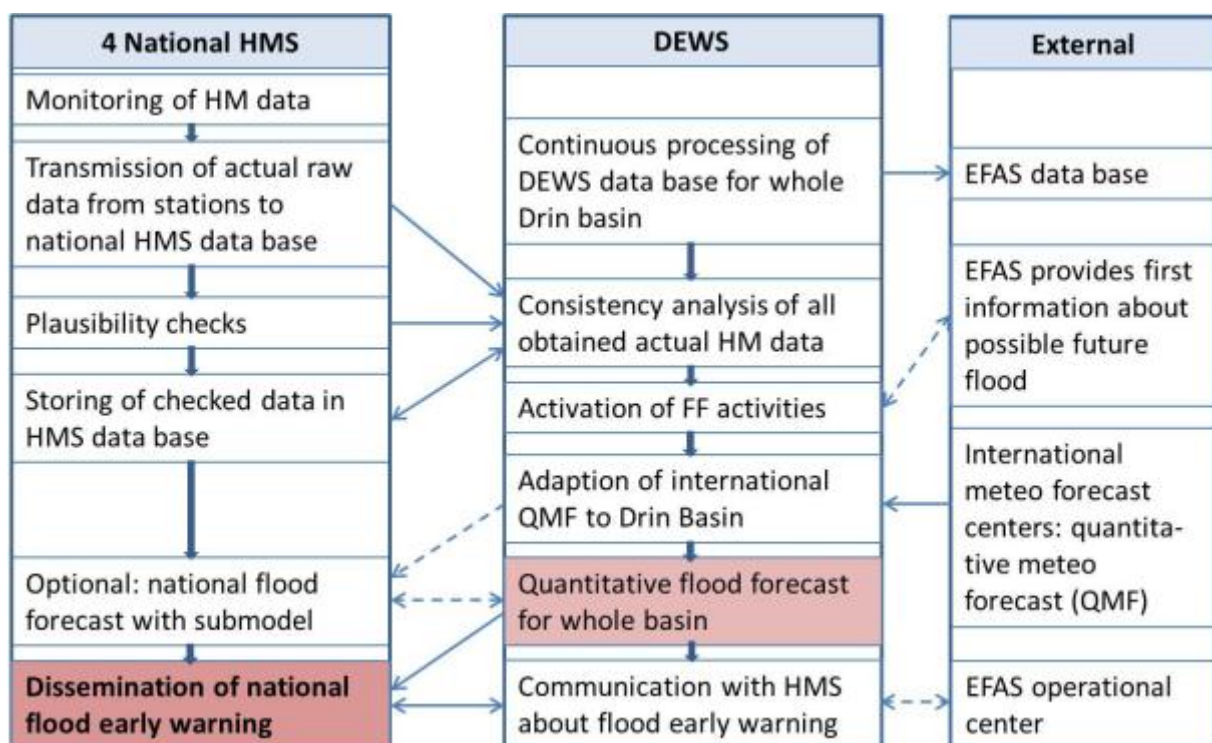 4 National HMS
Monitoring of HM data
Transmission of actual raw
data from stations to
national HMS data base
Plausibility checks
Storing of checked data in
HMS data base
Optional: national flood
forecast with submodel
Dissemination of national
flood early warning
DEWS
Continuous processing of
DEWS data base for whole
Drin basin
Consistency analysis of all
obtained actual HM data
Activation of FF activities
Adaption of international
QMF to Drin Basin
Quantitative flood forecast
for whole basin
Communication with HMS
about flood early warning
External
EFAS data base
EFAS provides first
information about
possible future
flood
International
meteo forecast
centers: quantita-
tive meteo
forecast (QMF)
EFAS operational
center